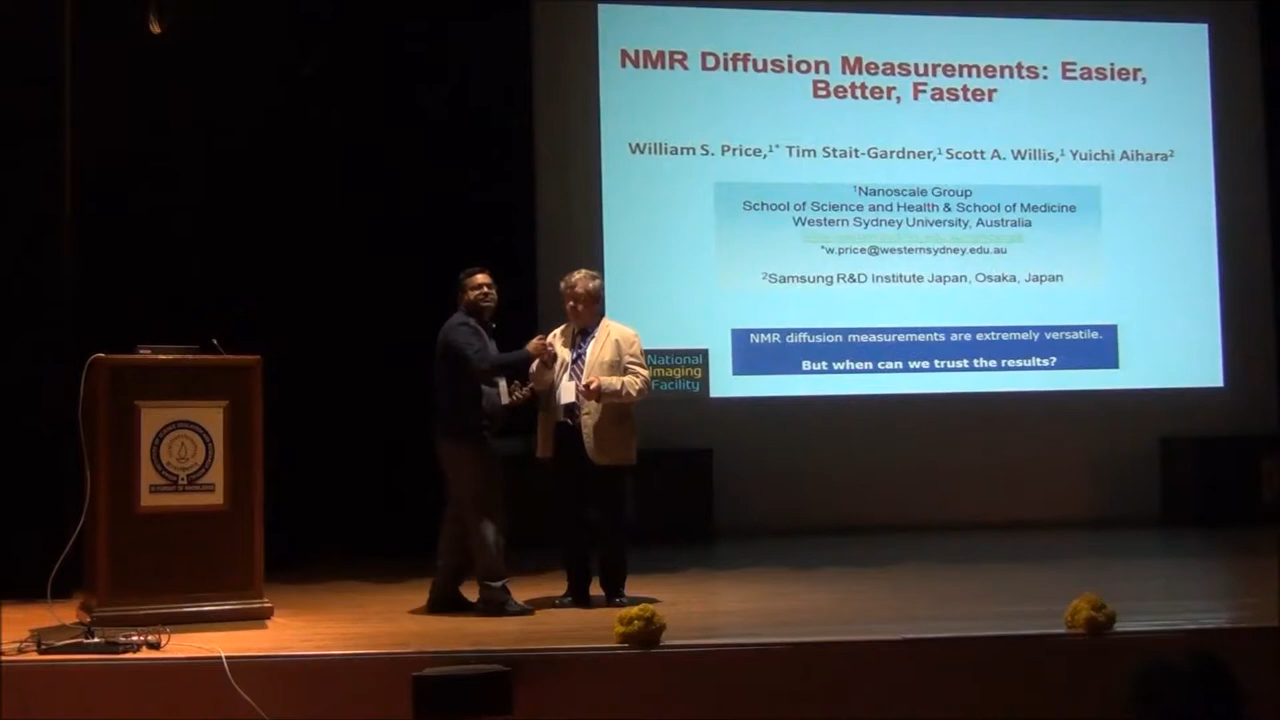 NMR Diffusion Measurements: Easier,
Better, Faster
William S. Price,¹* Tim Stait-Gardner,¹ Scott A. Willis,¹ Yuichi Aihara²
¹Nanoscale Group
School of Science and Health & School of Medicine
Western Sydney University, Australia
*w.price@westernsydney.edu.au
²Samsung R&D Institute Japan, Osaka, Japan
NMR diffusion measurements are extremely versatile.
But when can we trust the results?
National
Imaging
Facility